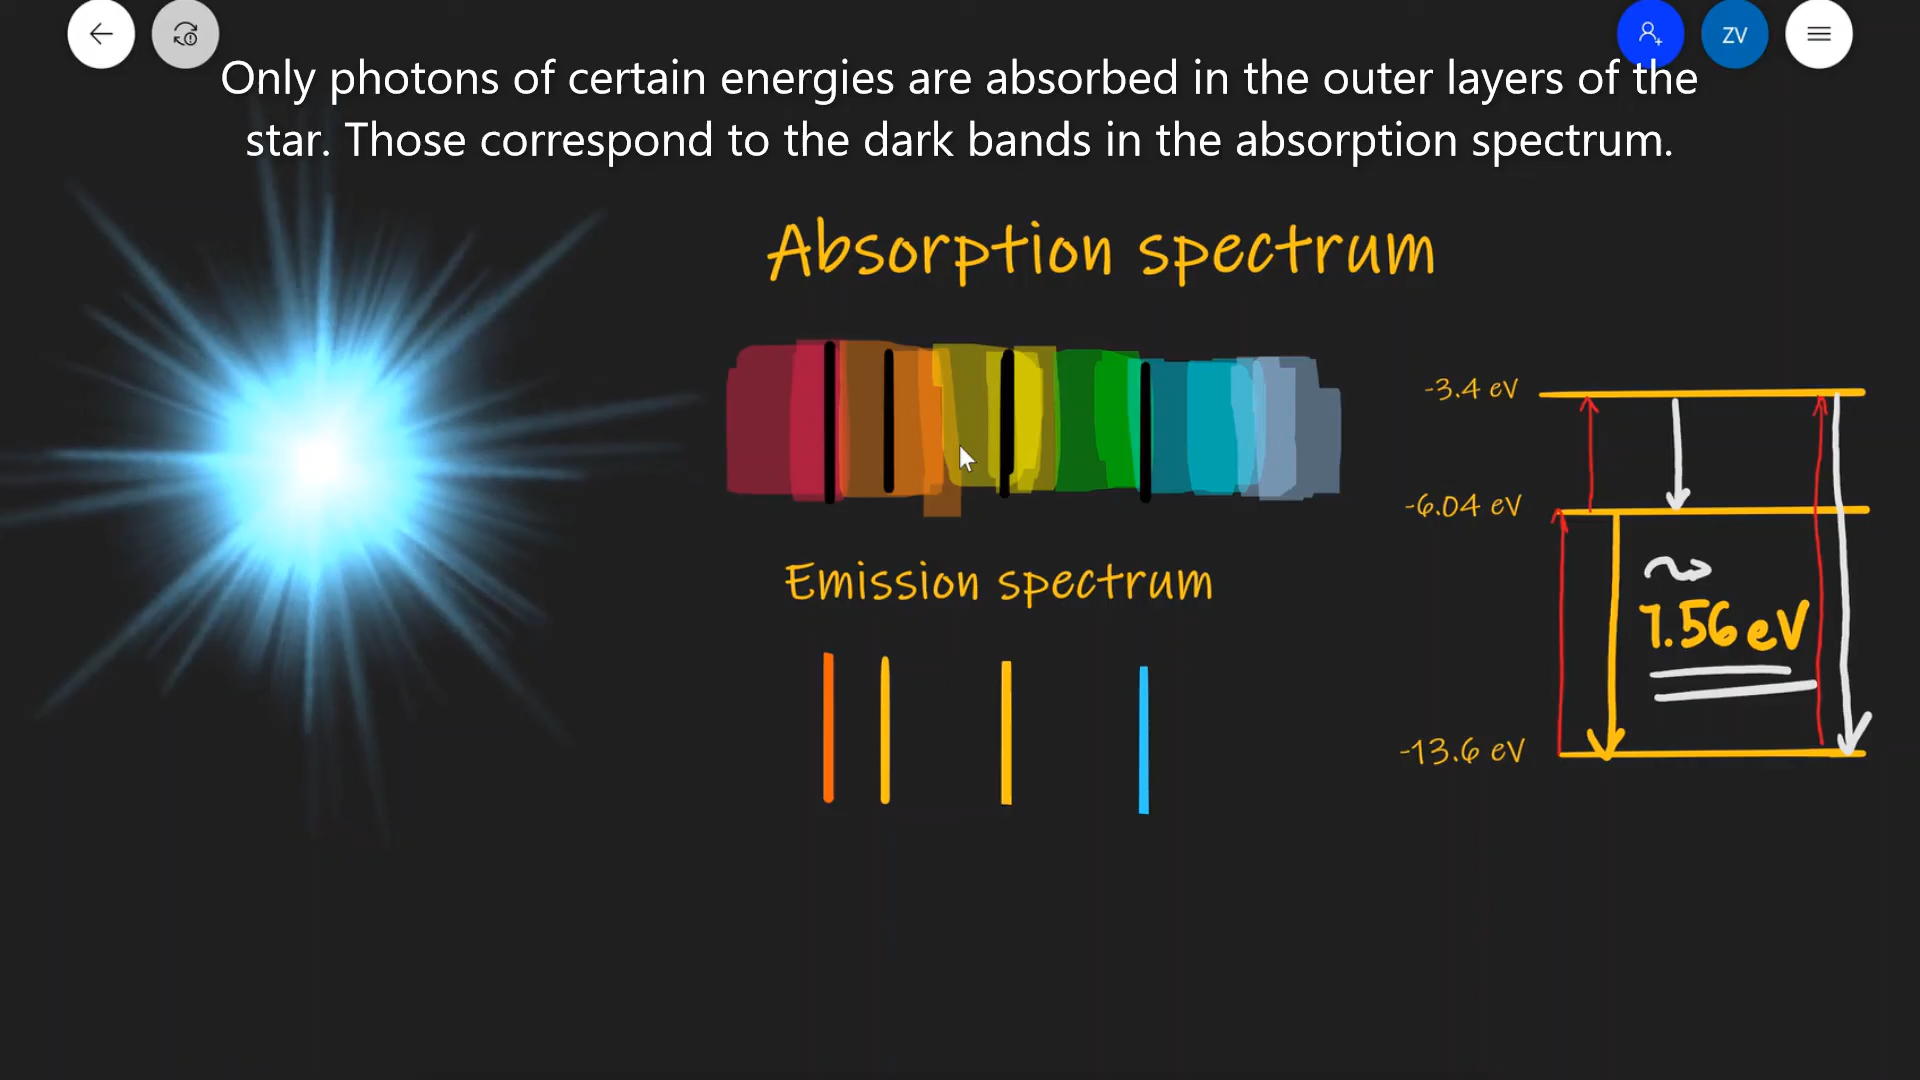 ZV
Only photons of certain energies are absorbed in the outer layers of the
star. Those correspond to the dark bands in the absorption spectrum.
Absorption spectrum
-3.4 eV
-6.04 eV
Emission spectrum
7.56 eV
-13.6 eV